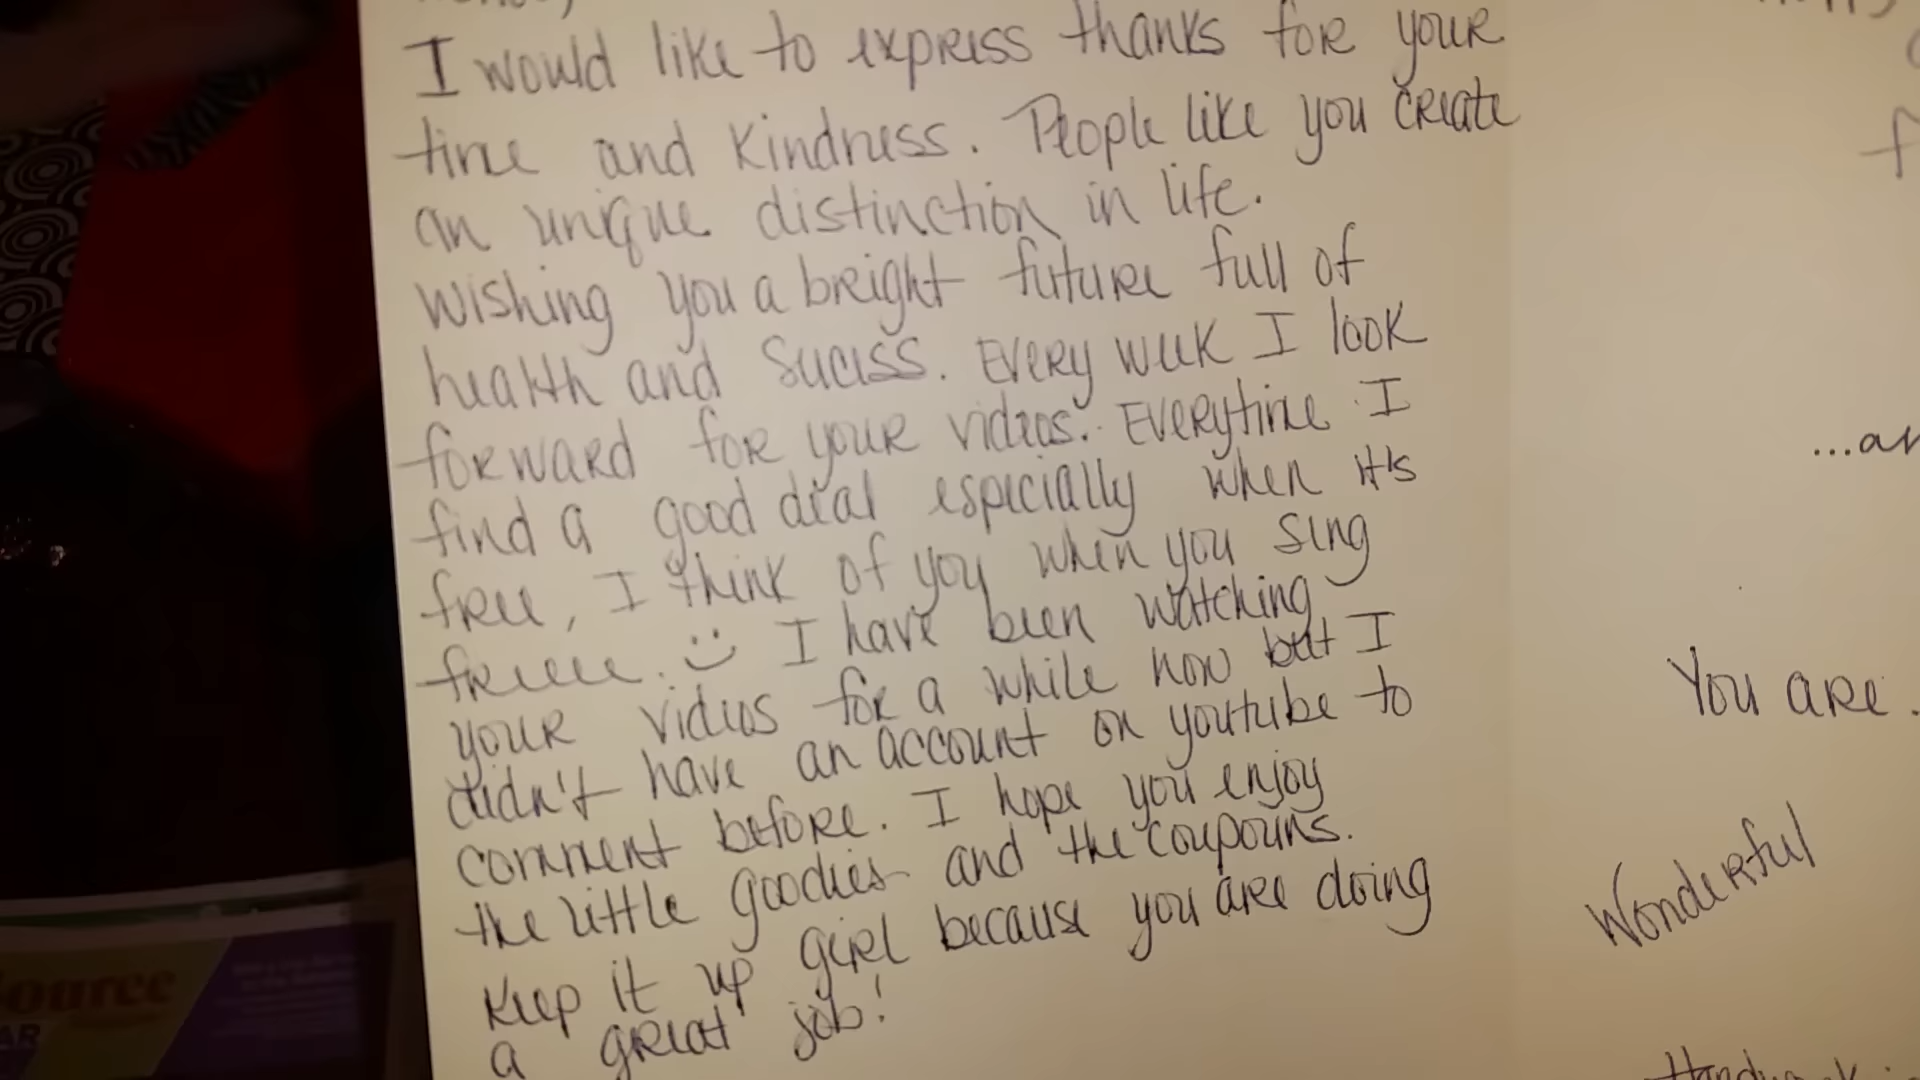 I would like to express thanks for your
time and kindness. People like you create
an unique distinction in life.
wishing you a bright future full of
health and Sucess. Every week I look
forward for your videos. Everytime I
find a good deal especially when it's
free, I think of you when you sing
freeee. :) I have been watching
your videos for a while now but I
didn't have an account on youtube to
comment before. I hope you enjoy
the little goodies and the coupouns.
Keep it up girl because you are doing
a great job!
...an
You are.
Wonderful
Source
AR